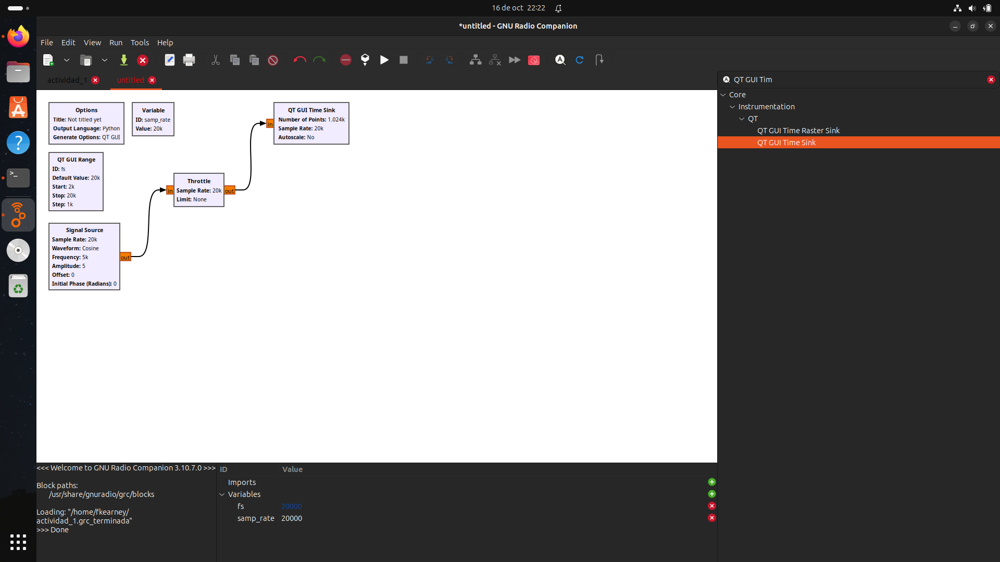 16 de oct 22:22
*untitled - GNU Radio Companion
File Edit View Run Tools Help
actividad_1 untitled
QT GUI Tim
Core
Instrumentation
QT
QT GUI Time Raster Sink
QT GUI Time Sink
Options
Title: Not titled yet
Output Language: Python
Generate Options: QT GUI
Variable
ID: samp_rate
Value: 20k
QT GUI Time Sink
Number of Points: 1.024k
Sample Rate: 20k
Autoscale: No
in
QT GUI Range
ID: fs
Default Value: 20k
Start: 2k
Stop: 20k
Step: 1k
Throttle
Sample Rate: 20k
Limit: None
in
out
Signal Source
Sample Rate: 20k
Waveform: Cosine
Frequency: 5k
Amplitude: 5
Offset: 0
Initial Phase (Radians): 0
out
<<< Welcome to GNU Radio Companion 3.10.7.0 >>>
Block paths:
/usr/share/gnuradio/grc/blocks
Loading: "/home/fkearney/
actividad_1.grc_terminada"
>>> Done
ID Value
Imports
Variables
fs 20000
samp_rate 20000